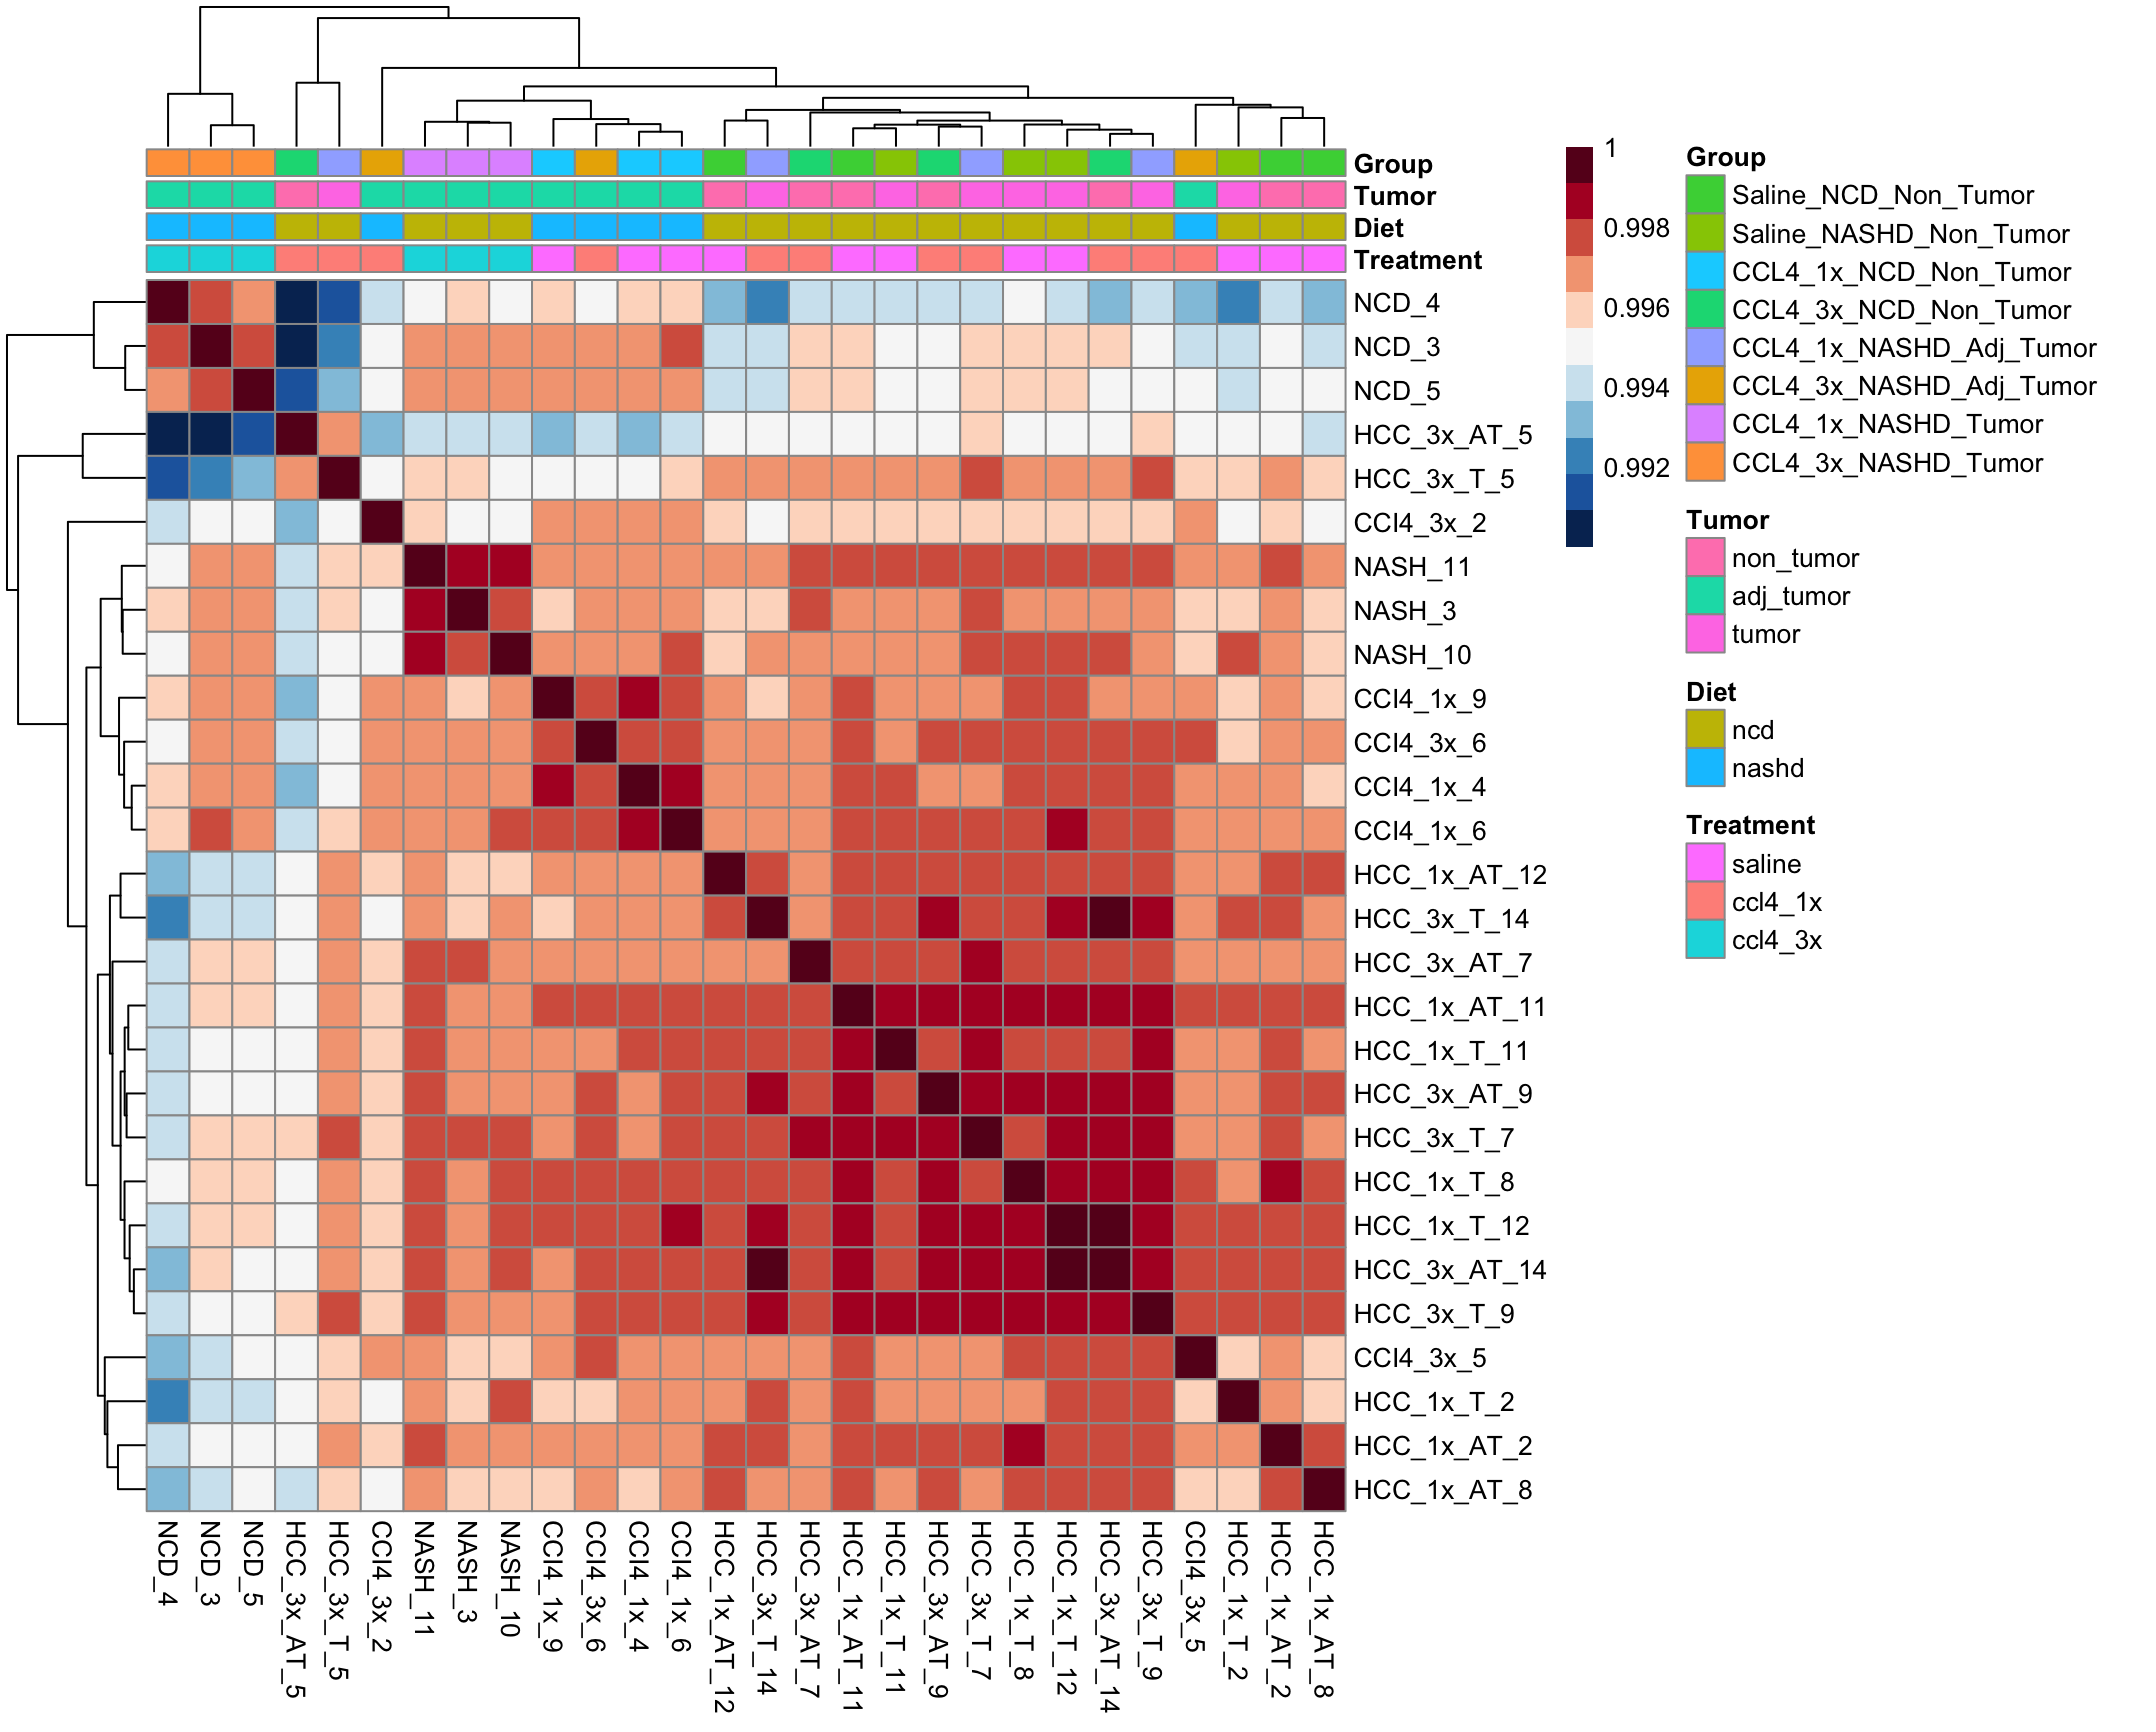 Group
Tumor
Diet
Treatment
NCD_4
NCD_3
NCD_5
HCC_3x_AT_5
HCC_3x_T_5
CCl4_3x_2
NASH_11
NASH_3
NASH_10
CCl4_1x_9
CCl4_3x_6
CCl4_1x_4
CCl4_1x_6
HCC_1x_AT_12
HCC_3x_T_14
HCC_3x_AT_7
HCC_1x_AT_11
HCC_1x_T_11
HCC_3x_AT_9
HCC_3x_T_7
HCC_1x_T_8
HCC_1x_T_12
HCC_3x_AT_14
HCC_3x_T_9
CCl4_3x_5
HCC_1x_T_2
HCC_1x_AT_2
HCC_1x_AT_8
NCD_4
NCD_3
NCD_5
HCC_3x_AT_5
HCC_3x_T_5
CCl4_3x_2
NASH_11
NASH_3
NASH_10
CCl4_1x_9
CCl4_3x_6
CCl4_1x_4
CCl4_1x_6
HCC_1x_AT_12
HCC_3x_T_14
HCC_3x_AT_7
HCC_1x_AT_11
HCC_1x_T_11
HCC_3x_AT_9
HCC_3x_T_7
HCC_1x_T_8
HCC_1x_T_12
HCC_3x_AT_14
HCC_3x_T_9
CCl4_3x_5
HCC_1x_T_2
HCC_1x_AT_2
HCC_1x_AT_8
1
0.998
0.996
0.994
0.992
Group
Saline_NCD_Non_Tumor
Saline_NASHD_Non_Tumor
CCL4_1x_NCD_Non_Tumor
CCL4_3x_NCD_Non_Tumor
CCL4_1x_NASHD_Adj_Tumor
CCL4_3x_NASHD_Adj_Tumor
CCL4_1x_NASHD_Tumor
CCL4_3x_NASHD_Tumor
Tumor
non_tumor
adj_tumor
tumor
Diet
ncd
nashd
Treatment
saline
ccl4_1x
ccl4_3x